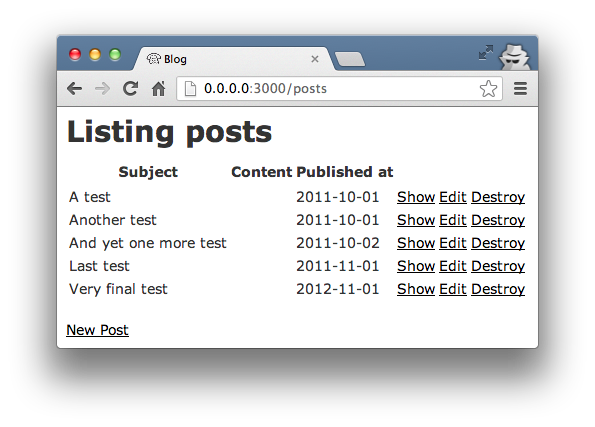 Blog
0.0.0.0:3000/posts
Listing posts
Subject Content Published at
A test 2011-10-01 Show Edit Destroy
Another test 2011-10-01 Show Edit Destroy
And yet one more test 2011-10-02 Show Edit Destroy
Last test 2011-11-01 Show Edit Destroy
Very final test 2012-11-01 Show Edit Destroy
New Post